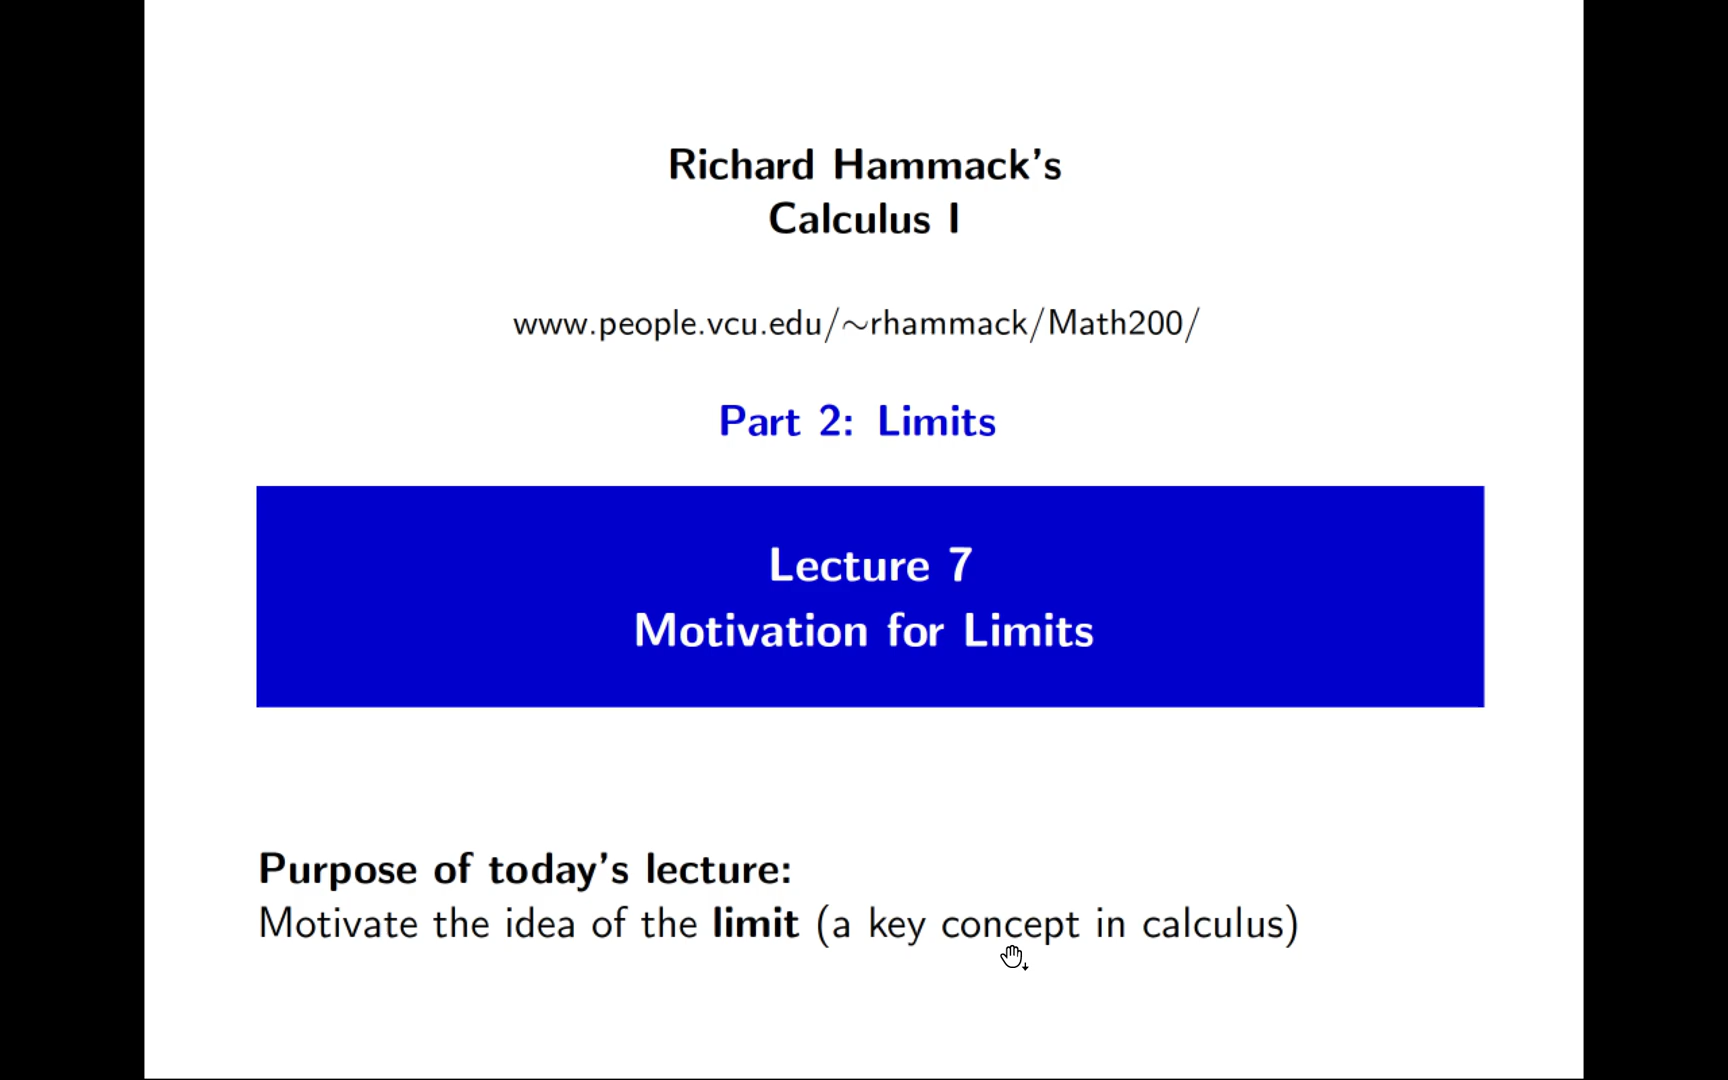 Richard Hammack's
Calculus I
www.people.vcu.edu/~rhammack/Math200/
Part 2: Limits
Lecture 7
Motivation for Limits
Purpose of today's lecture:
Motivate the idea of the limit (a key concept in calculus)